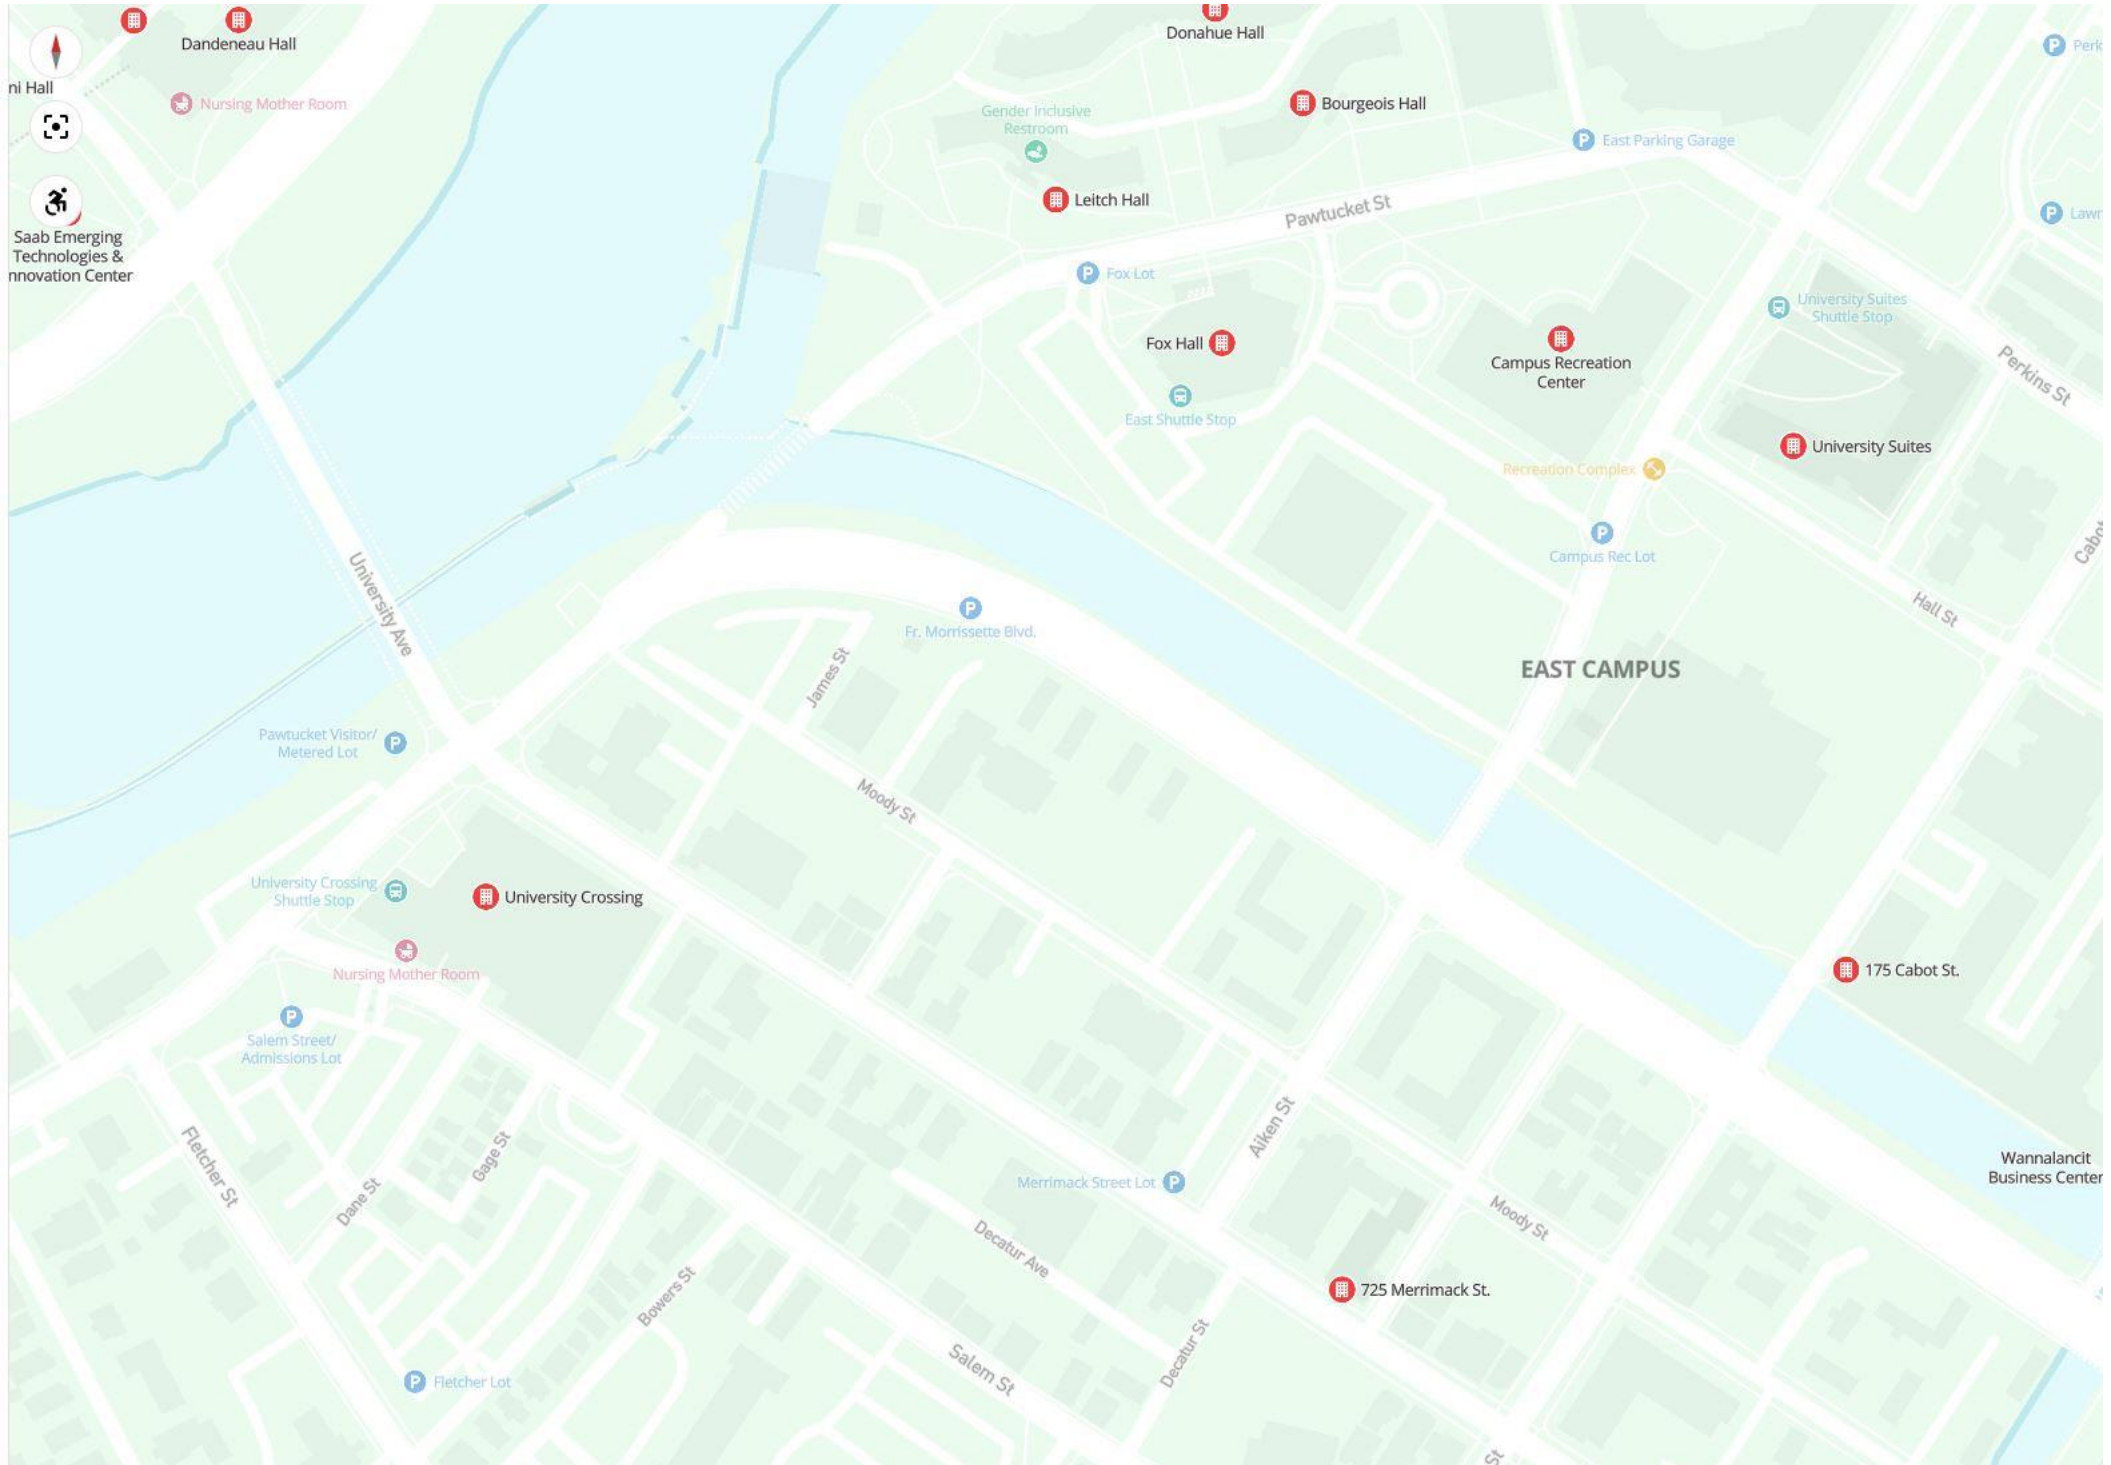 Donahue Hall
Dandeneau Hall
ni Hall
Nursing Mother Room
Bourgeois Hall
Gender Inclusive
Restroom
East Parking Garage
Perk
Leitch Hall
Pawtucket St
Lawr
Saab Emerging
Technologies &
nnovation Center
Fox Lot
University Suites
Shuttle Stop
Fox Hall
Campus Recreation
Center
Perkins St
East Shuttle Stop
University Suites
Recreation Complex
Campus Rec Lot
Cabot
University Ave
Hall St
Fr. Morrissette Blvd.
James St
EAST CAMPUS
Pawtucket Visitor/
Metered Lot
Moody St
University Crossing
Shuttle Stop
University Crossing
Nursing Mother Room
175 Cabot St.
Salem Street/
Admissions Lot
Aiken St
Fletcher St
Gage St
Dane St
Merrimack Street Lot
Wannalancit
Business Center
Moody St
Decatur Ave
Bowers St
725 Merrimack St.
Decatur St
Salem St
Fletcher Lot
St